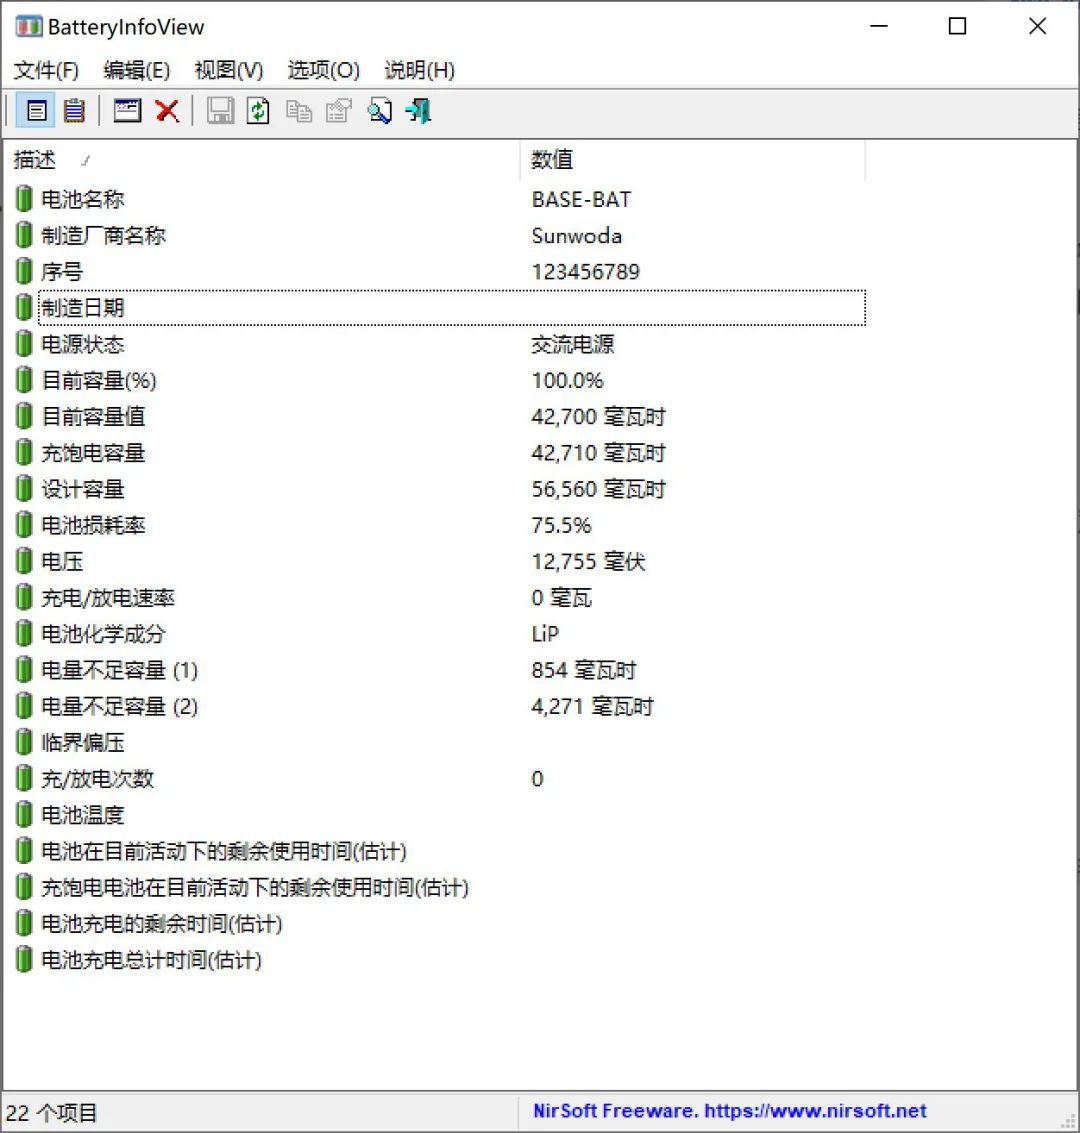 BatteryInfoView
文件(F) 编辑(E) 视图(V) 选项(O) 说明(H)
描述 数值
电池名称 BASE-BAT
制造厂商名称 Sunwoda
序号 123456789
制造日期
电源状态 交流电源
目前容量(%) 100.0%
目前容量值 42,700 毫瓦时
充饱电容量 42,710 毫瓦时
设计容量 56,560 毫瓦时
电池损耗率 75.5%
电压 12,755 毫伏
充电/放电速率 0 毫瓦
电池化学成分 LiP
电量不足容量 (1) 854 毫瓦时
电量不足容量 (2) 4,271 毫瓦时
临界偏压
充/放电次数 0
电池温度
电池在目前活动下的剩余使用时间(估计)
充饱电电池在目前活动下的剩余使用时间(估计)
电池充电的剩余时间(估计)
电池充电总计时间(估计)
22 个项目 NirSoft Freeware. https://www.nirsoft.net